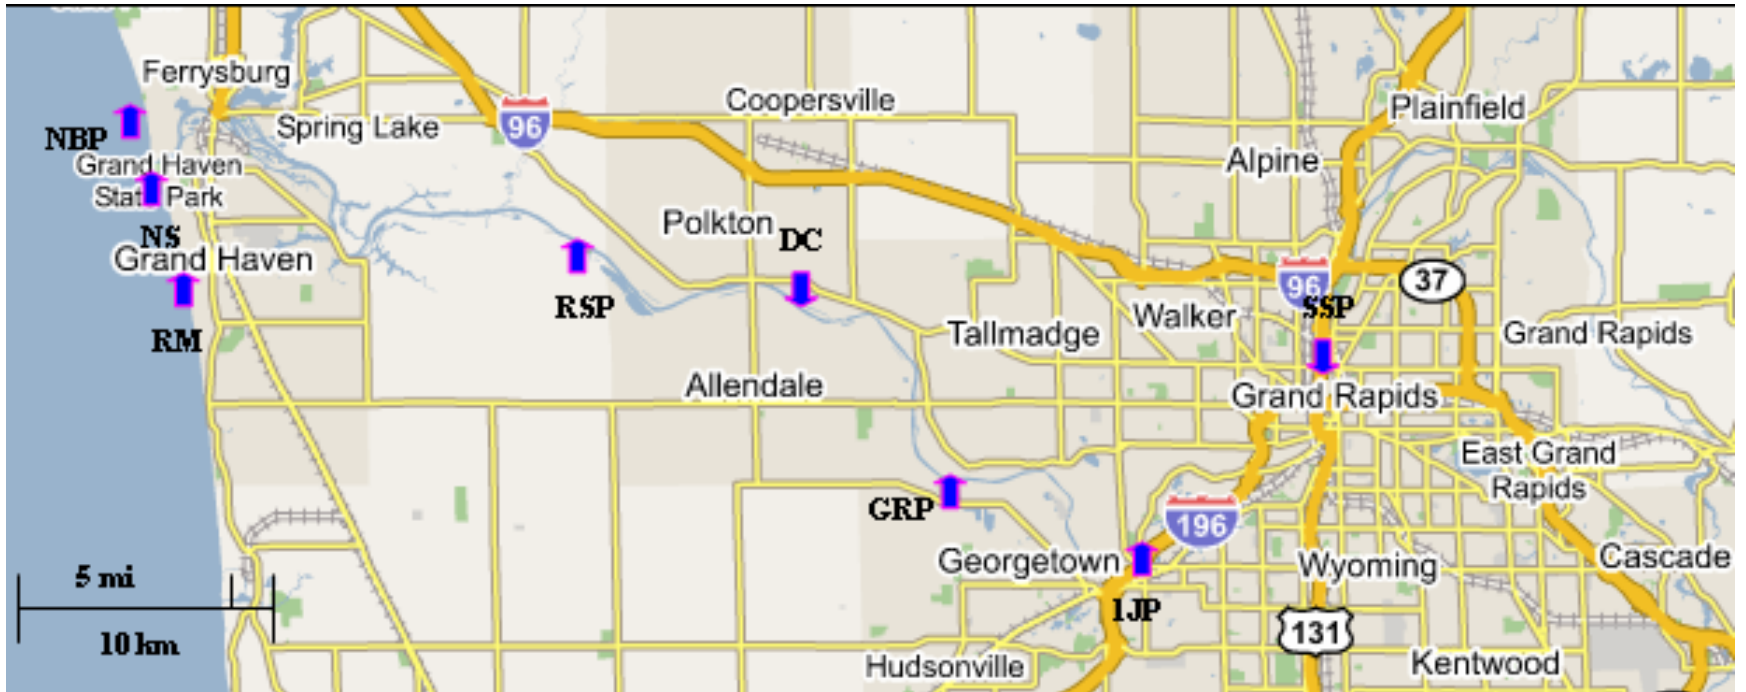 Ferrysburg
Coopersville
Plainfield
NBP
Spring Lake
96
Grand Haven
State Park
Alpine
NS
Polkton
DC
Grand Haven
RSP
96
37
SSP
RM
Tallmadge
Walker
Grand Rapids
Allendale
Grand Rapids
East Grand
Rapids
GRP
196
Georgetown
Wyoming
Cascade
5 mi
10 km
IJP
131
Hudsonville
Kentwood